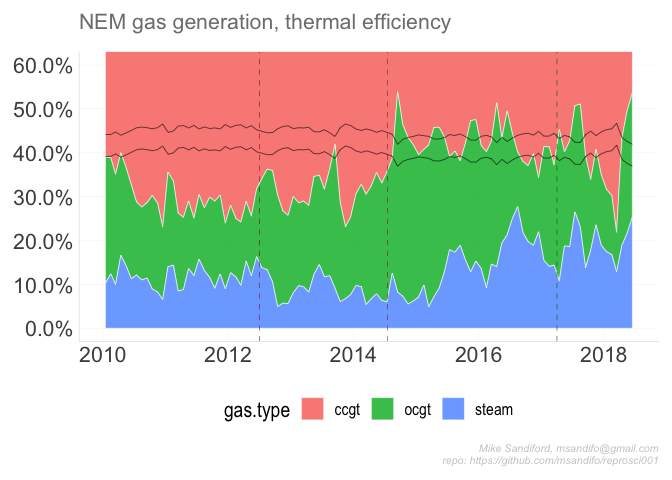 NEM gas generation, thermal efficiency
60.0%
50.0%
40.0%
30.0%
20.0%
10.0%
0.0%
2010 2012 2014 2016 2018
gas.type ccgt ocgt steam
Mike Sandiford, msandifo@gmail.com
repo: https://github.com/msandifo/reprosci001